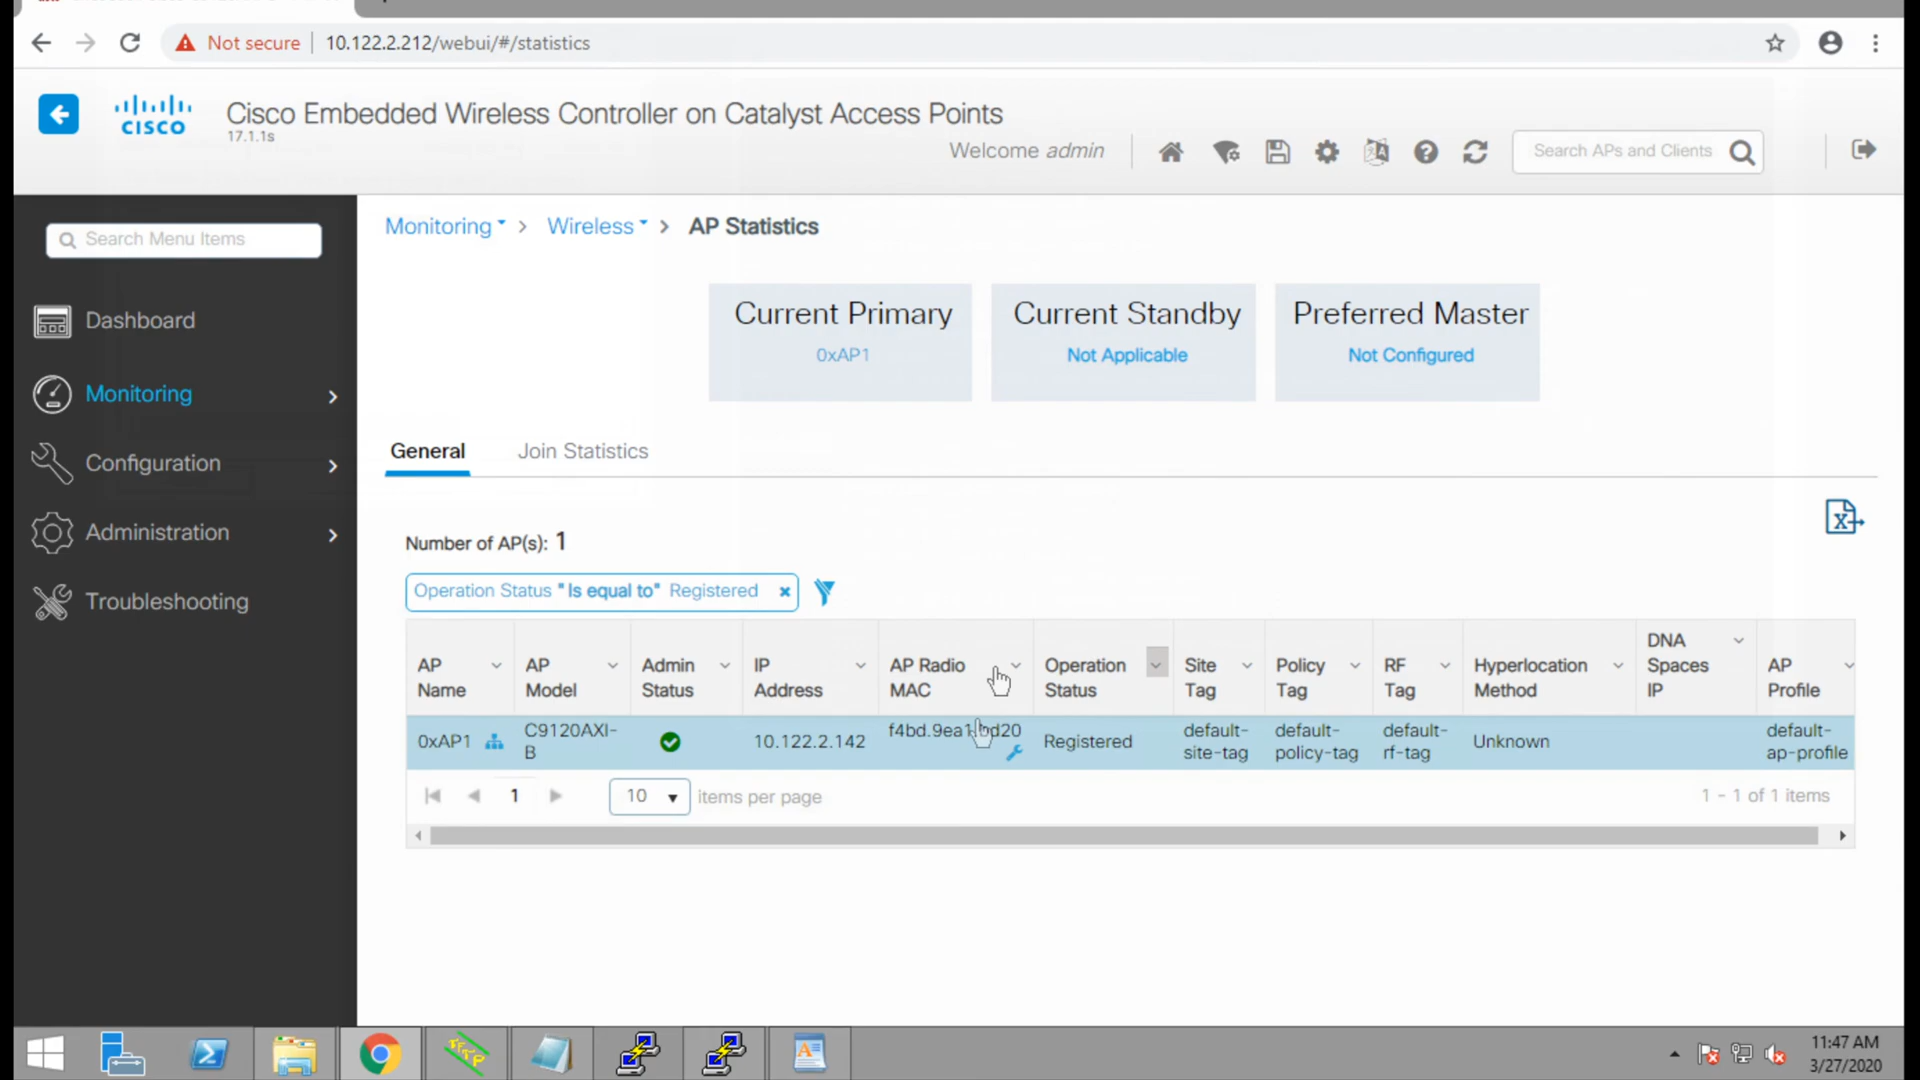 Not secure
10.122.2.212/webui/#/statistics
CISCO
Cisco Embedded Wireless Controller on Catalyst Access Points
17.1.1s
Welcome admin
Search APs and Clients
Search Menu Items
Dashboard
Monitoring
Configuration
Administration
Troubleshooting
Monitoring > Wireless > AP Statistics
Current Primary
0xAP1
Current Standby
Not Applicable
Preferred Master
Not Configured
General
Join Statistics
Number of AP(s): 1
Operation Status "Is equal to" Registered ×
AP Name
AP Model
Admin Status
IP Address
AP Radio MAC
Operation Status
Site Tag
Policy Tag
RF Tag
Hyperlocation Method
DNA Spaces IP
AP Profile
0xAP1
C9120AXI-
B
10.122.2.142
Registered
default-
site-tag
default-
policy-tag
default-
rf-tag
Unknown
default-
ap-profile
1
10
items per page
1 - 1 of 1 items
11:47 AM
3/27/2020